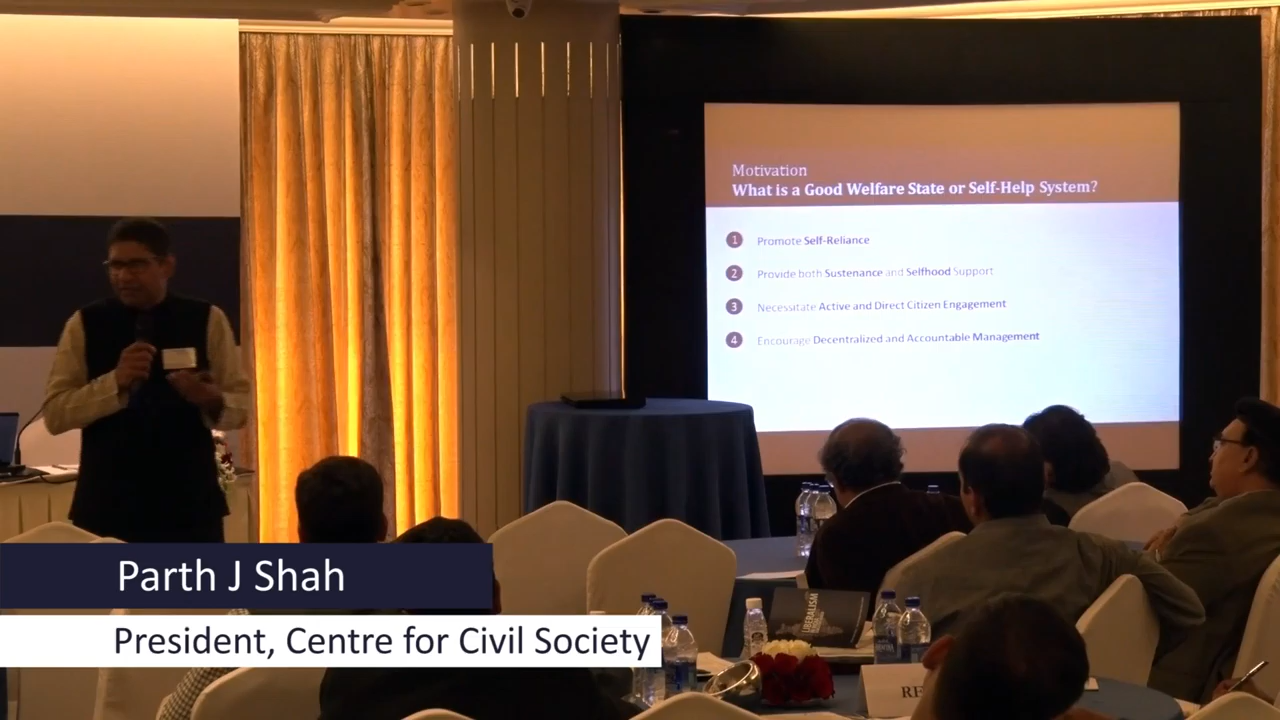 Motivation
What is a Good Welfare State or Self-Help System?
1 Promote Self-Reliance
2 Provide both Sustenance and Selfhood Support
3 Necessitate Active and Direct Citizen Engagement
4 Encourage Decentralized and Accountable Management
Parth J Shah
President, Centre for Civil Society
LIBERALISM
RE